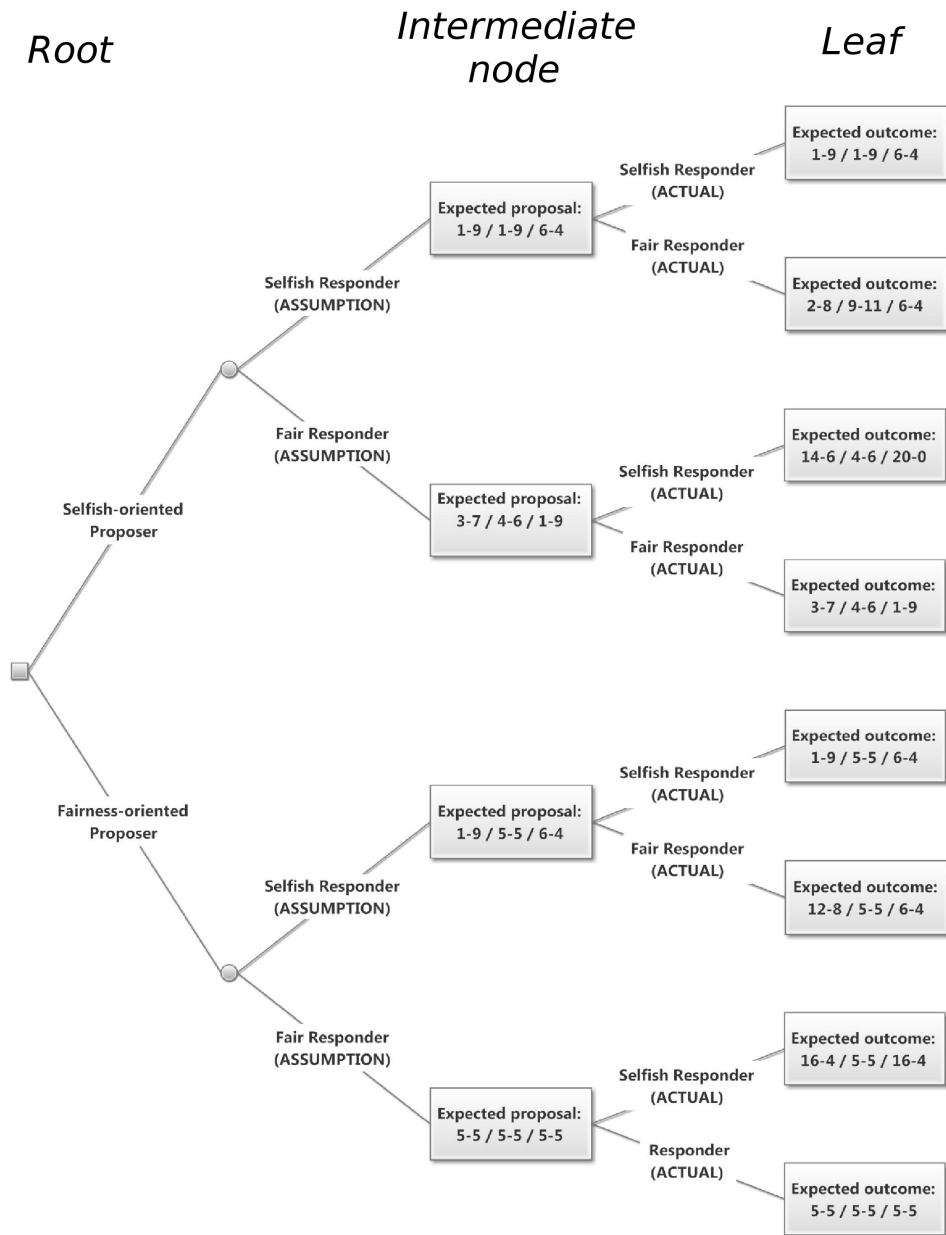 Root
Intermediate
node
Leaf
Expected outcome:
1-9 / 1-9 / 6-4
Selfish Responder
(ACTUAL)
Expected proposal:
1-9 / 1-9 / 6-4
Fair Responder
(ACTUAL)
Expected outcome:
2-8 / 9-11 / 6-4
Selfish Responder
(ASSUMPTION)
Fair Responder
(ASSUMPTION)
Expected outcome:
14-6 / 4-6 / 20-0
Selfish Responder
(ACTUAL)
Expected proposal:
3-7 / 4-6 / 1-9
Fair Responder
(ACTUAL)
Expected outcome:
3-7 / 4-6 / 1-9
Selfish-oriented
Proposer
Fairness-oriented
Proposer
Expected outcome:
1-9 / 5-5 / 6-4
Selfish Responder
(ACTUAL)
Expected proposal:
1-9 / 5-5 / 6-4
Fair Responder
(ACTUAL)
Expected outcome:
12-8 / 5-5 / 6-4
Selfish Responder
(ASSUMPTION)
Fair Responder
(ASSUMPTION)
Expected outcome:
16-4 / 5-5 / 16-4
Selfish Responder
(ACTUAL)
Expected proposal:
5-5 / 5-5 / 5-5
Responder
(ACTUAL)
Expected outcome:
5-5 / 5-5 / 5-5